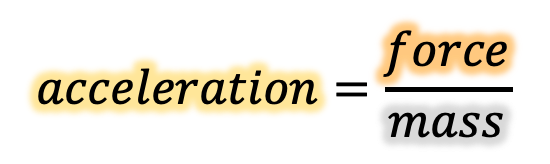 acceleration = force
mass